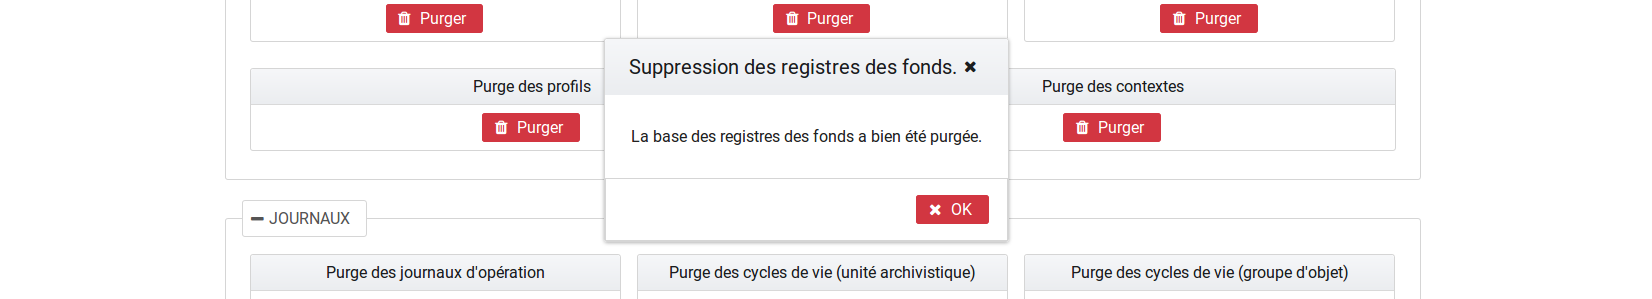 Purger
Purger
Purger
Suppression des registres des fonds.
Purge des profils
Purge des contextes
Purger
La base des registres des fonds a bien été purgée.
Purger
OK
JOURNAUX
Purge des journaux d'opération
Purge des cycles de vie (unité archivistique)
Purge des cycles de vie (groupe d'objet)